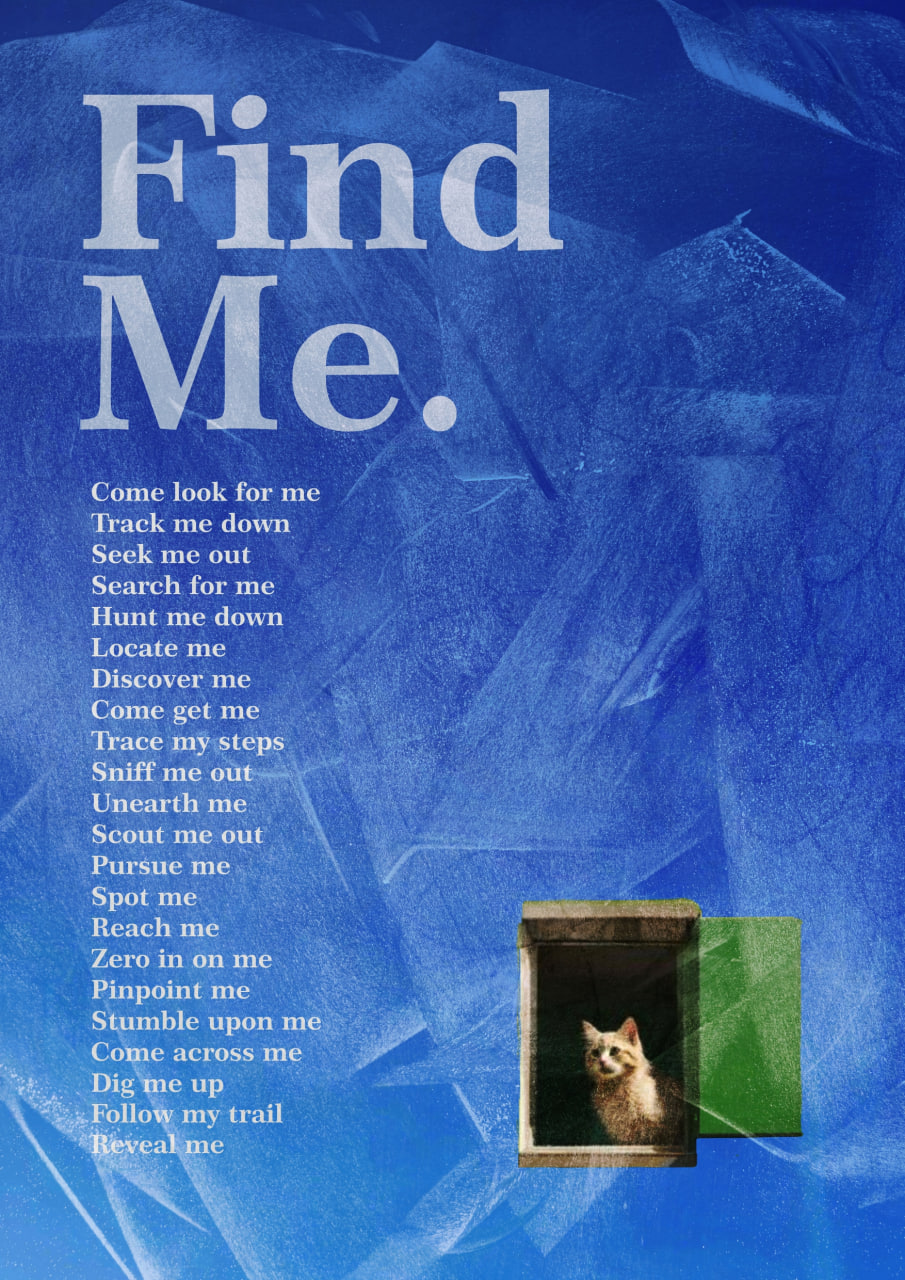 Find
Me.
Come look for me
Track me down
Seek me out
Search for me
Hunt me down
Locate me
Discover me
Come get me
Trace my steps
Sniff me out
Unearth me
Scout me out
Pursue me
Spot me
Reach me
Zero in on me
Pinpoint me
Stumble upon me
Come across me
Dig me up
Follow my trail
Reveal me